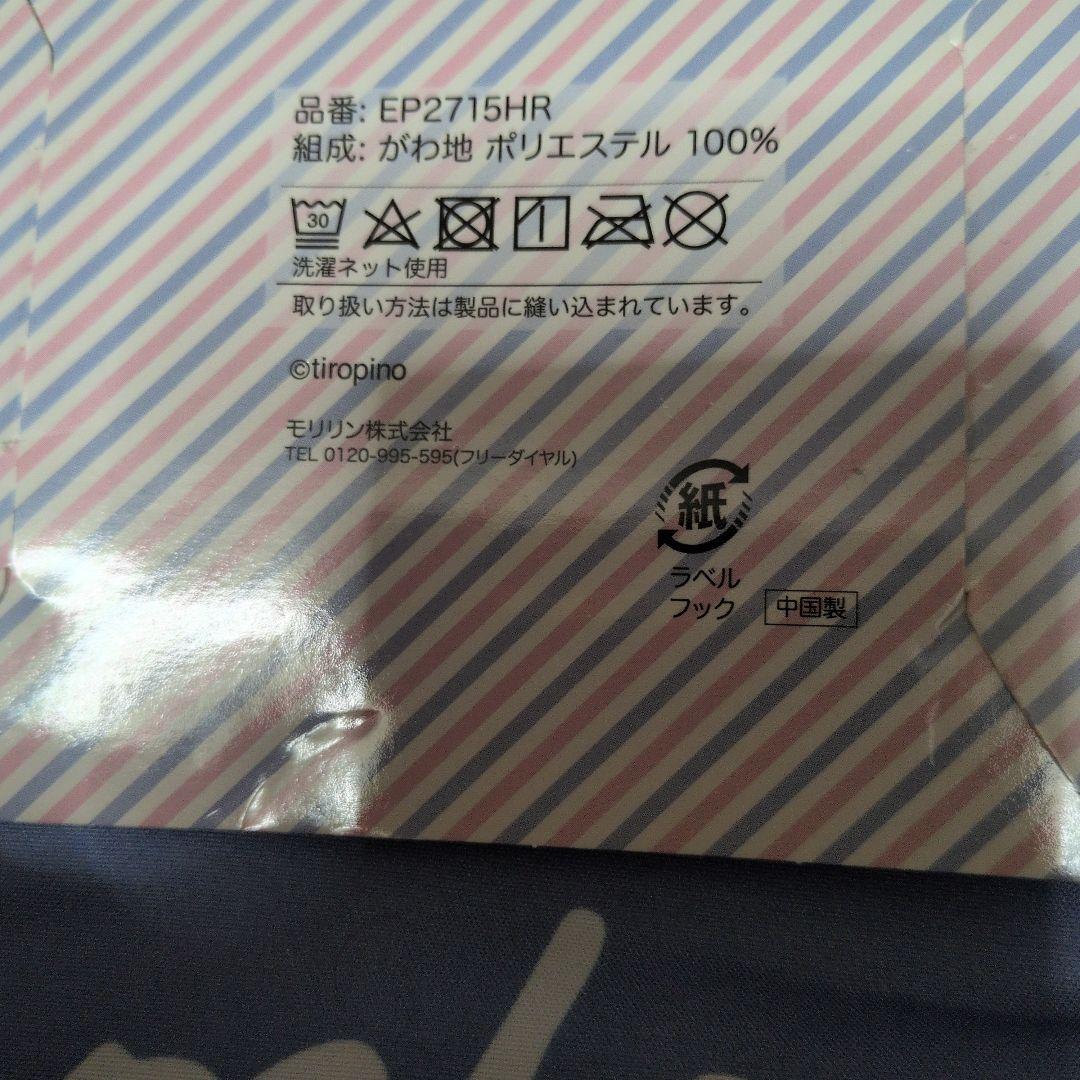 品番: EP2715HR
組成: がわ地 ポリエステル 100%
30
洗濯ネット使用
取り扱い方法は製品に縫い込まれています。
©tiropino
モリリン株式会社
TEL 0120-995-595(フリーダイヤル)
紙
ラベル
フック
中国製